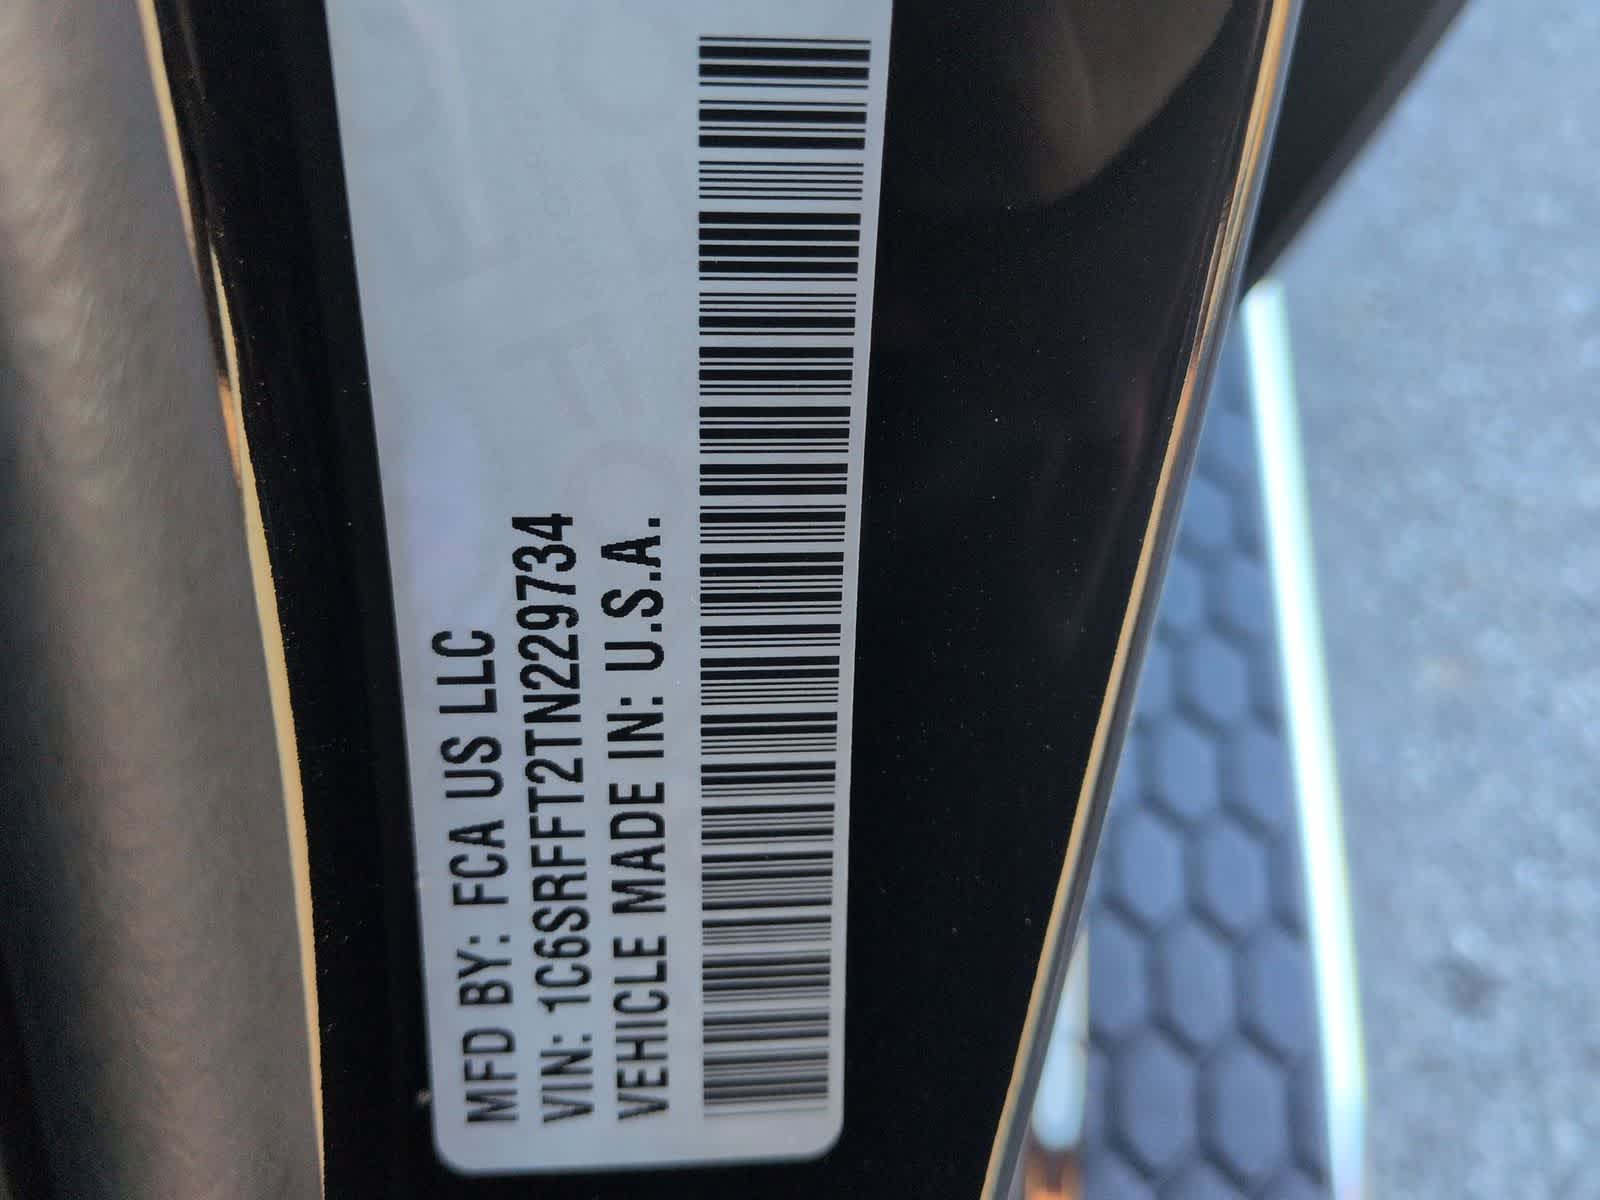 MFD BY: FCA US LLC
VIN: 1C6SRFFT2TN229734
VEHICLE MADE IN: U.S.A.